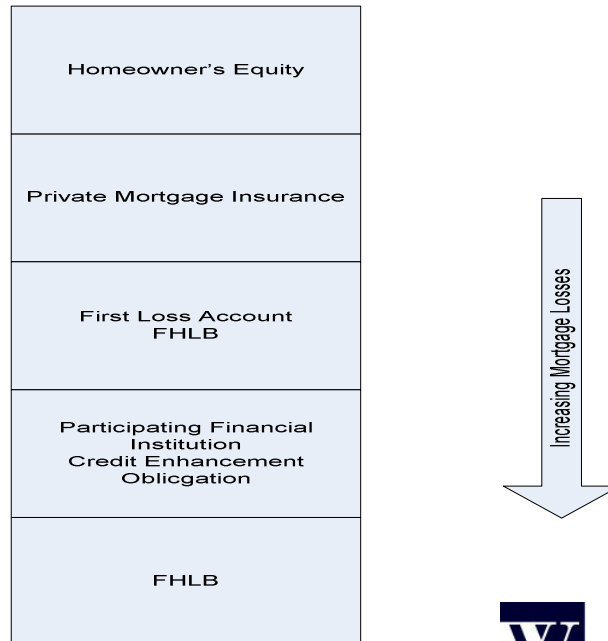 Homeowner's Equity
Private Mortgage Insurance
First Loss Account
FHLB
Participating Financial
Institution
Credit Enhancement
Oblicgation
FHLB
Increasing Mortgage Losses
W